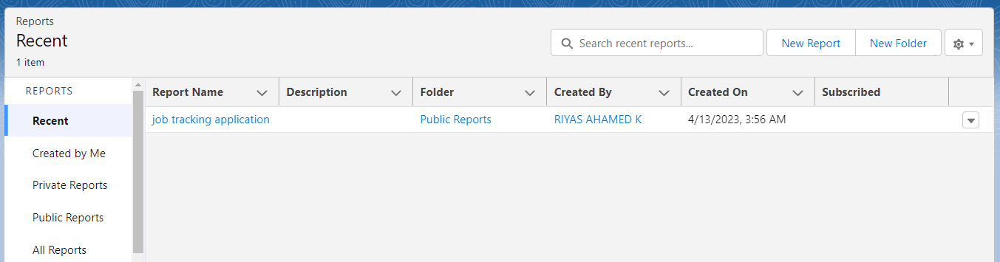 Reports
Recent
1 item
Search recent reports...
New Report
New Folder
REPORTS
Recent
Created by Me
Private Reports
Public Reports
All Reports
Report Name Description Folder Created By Created On Subscribed
job tracking application Public Reports RIYAS AHAMED K 4/13/2023, 3:56 AM